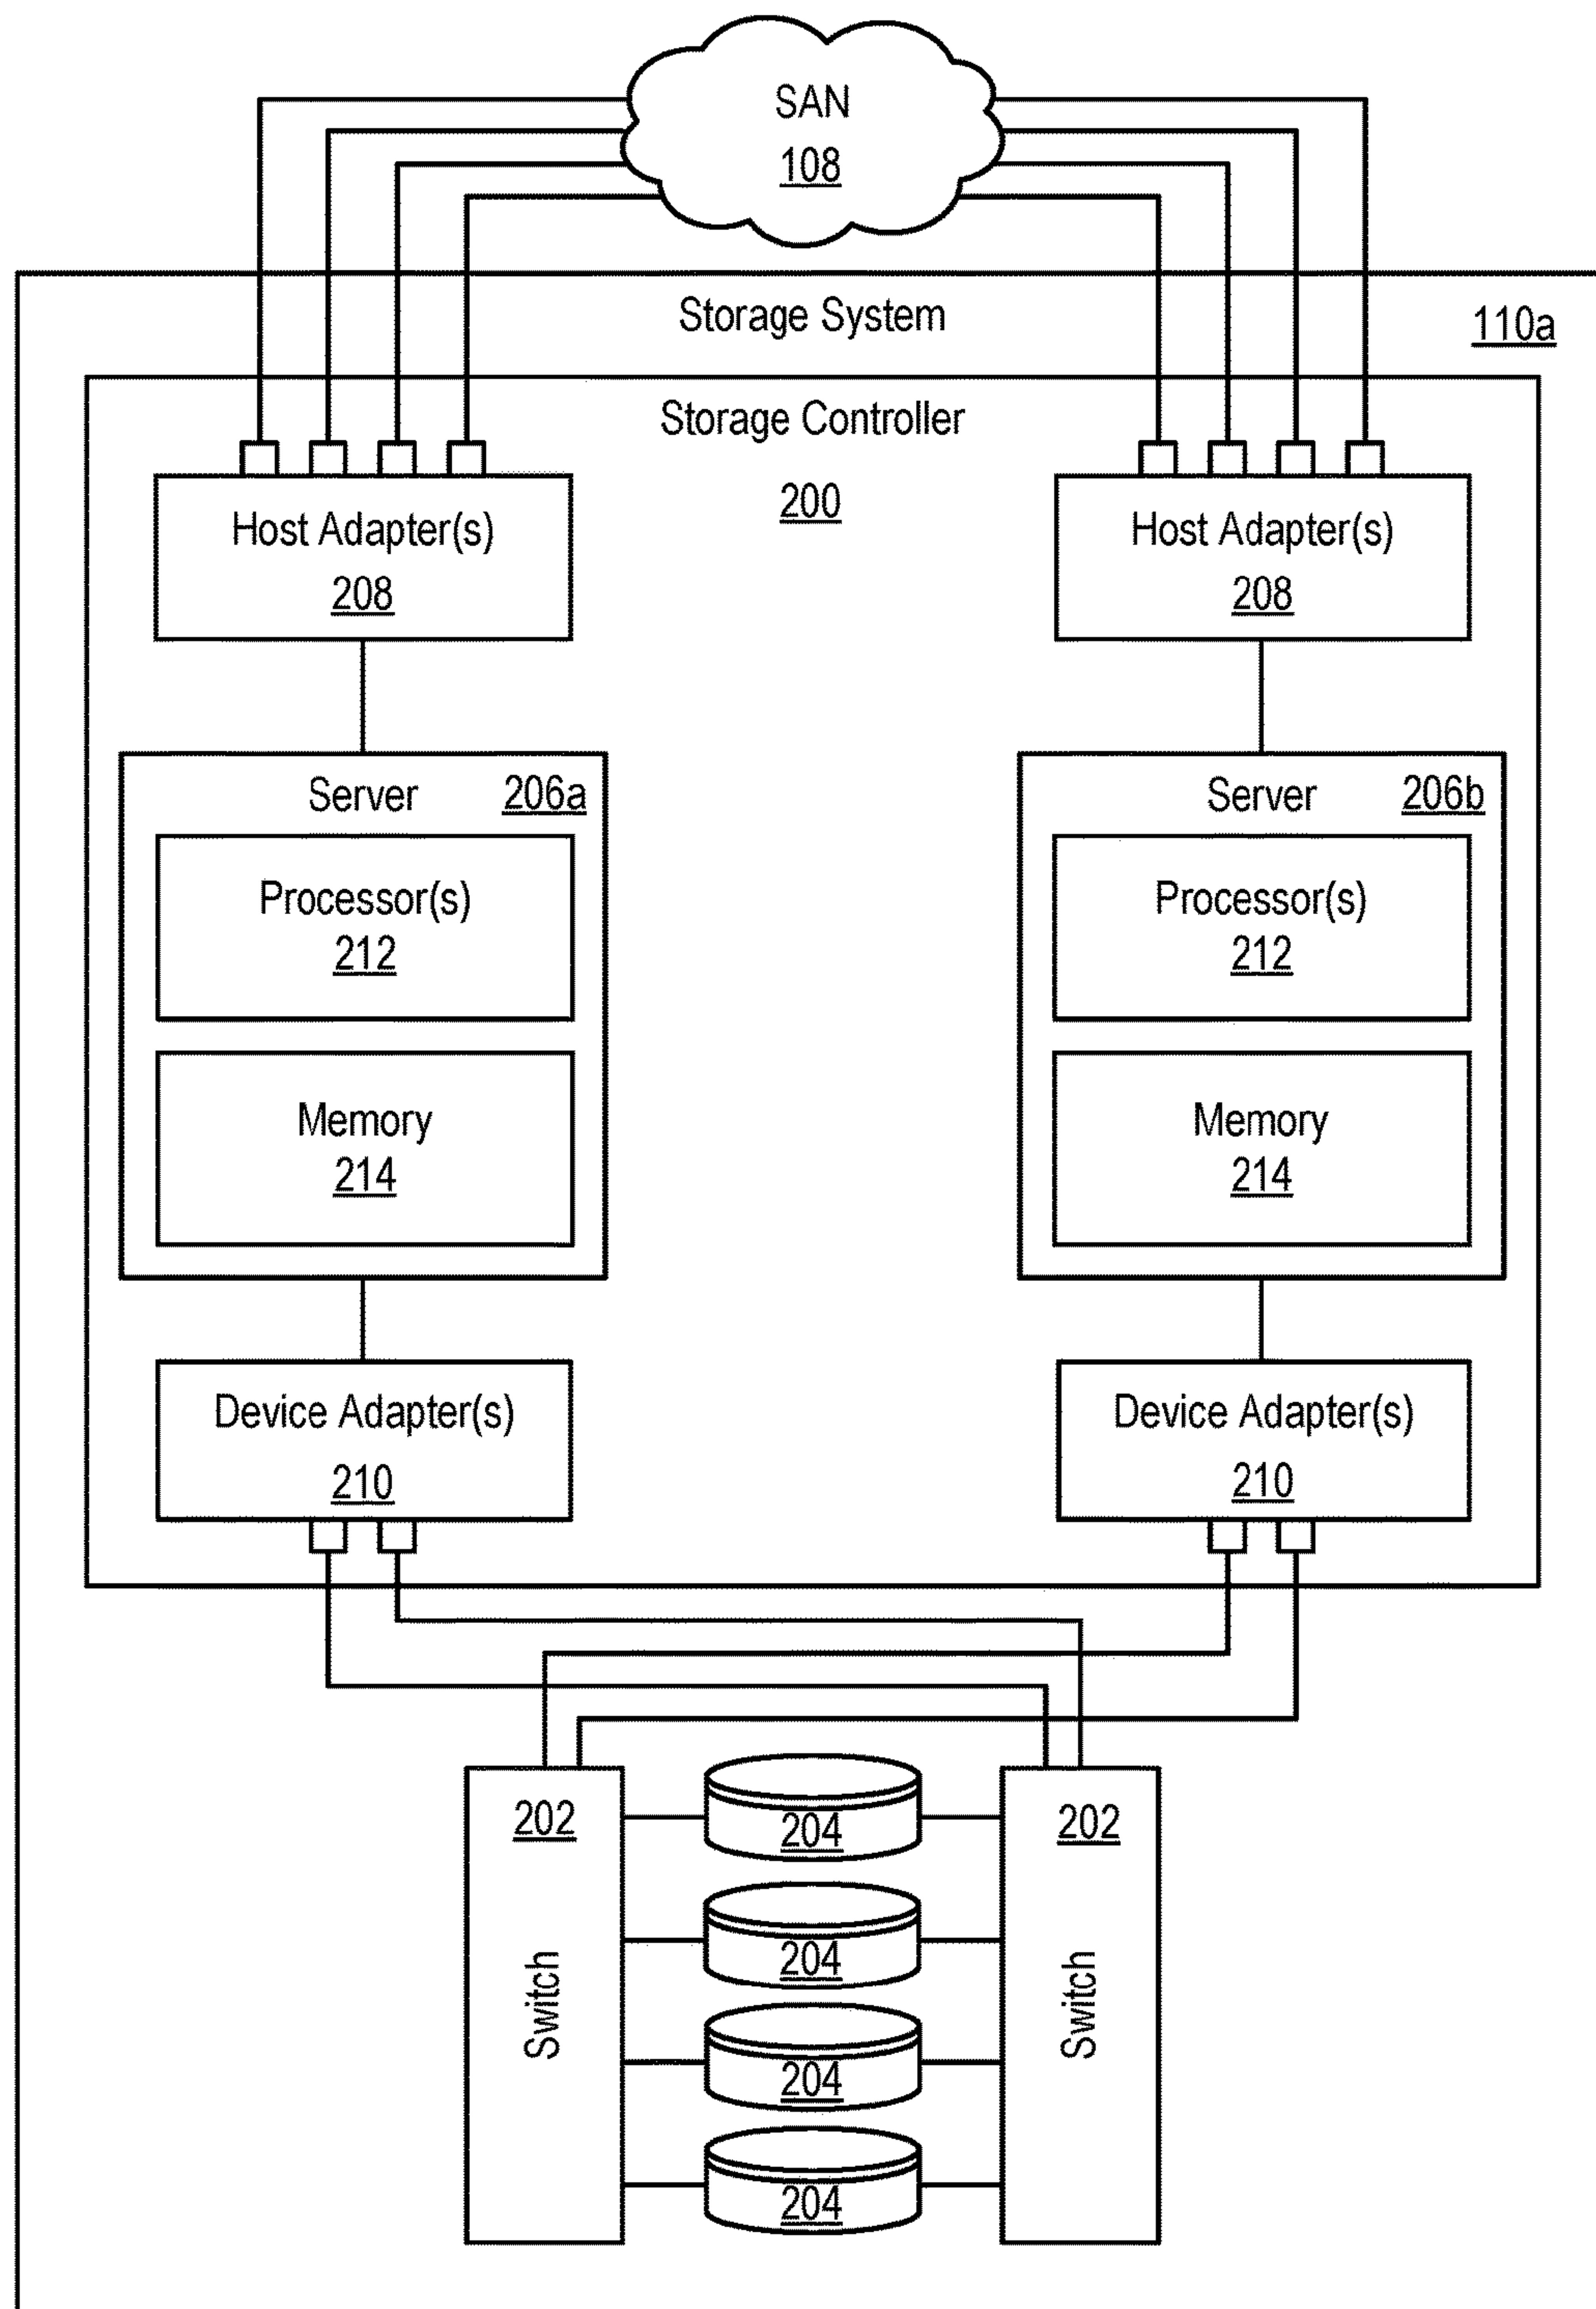 SAN
108
Storage System
110a
Storage Controller
200
Host Adapter(s)
208
Host Adapter(s)
208
Server
206a
Processor(s)
212
Memory
214
Server
206b
Processor(s)
212
Memory
214
Device Adapter(s)
210
Device Adapter(s)
210
202
Switch
204
204
204
204
202
Switch